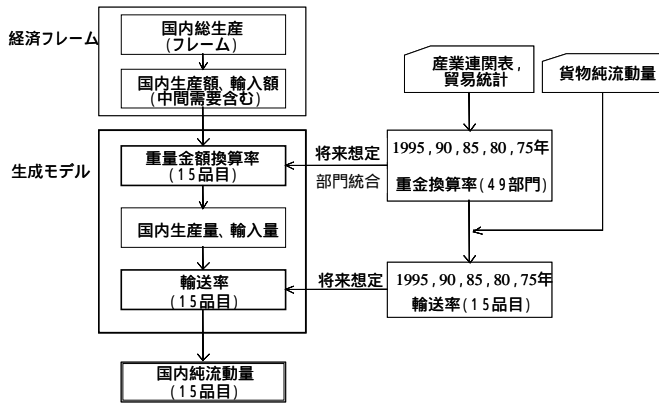 経済フレーム
国内総生産
(フレーム)
国内生産額、輸入額
(中間需要含む)
産業連関表,
貿易統計
貨物純流動量
生成モデル
重量金額換算率
(15品目)
将来想定
部門統合
1995,90,85,80,75年
重金換算率(49部門)
国内生産量、輸入量
輸送率
(15品目)
将来想定
1995,90,85,80,75年
輸送率(15品目)
国内純流動量
(15品目)